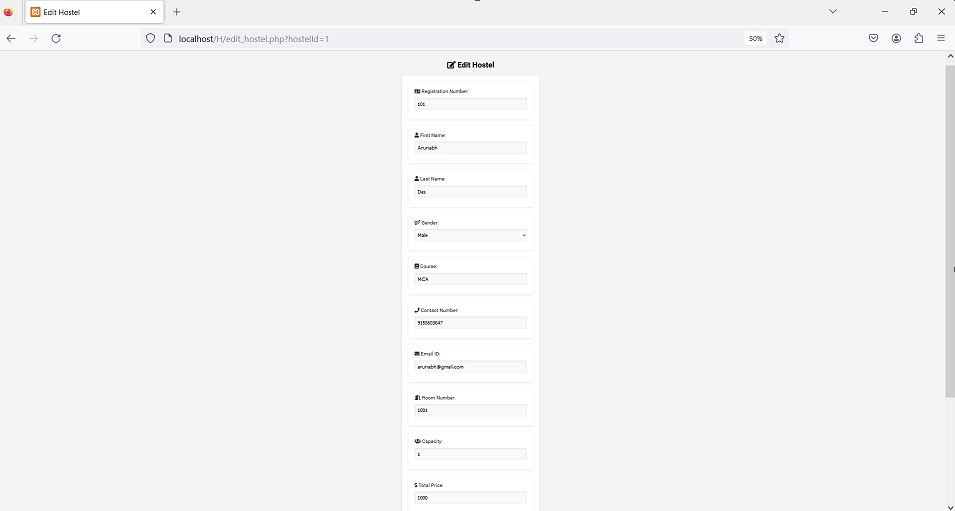 Edit Hostel
localhost/H/edit_hostel.php?hostelId=1
50%
Edit Hostel
Registration Number:
101
First Name:
Arunabh
Last Name:
Das
Gender:
Male
Course:
MCA
Contact Number:
9155603647
Email ID:
arunabh@gmail.com
Room Number:
1001
Capacity:
1
Total Price:
1000